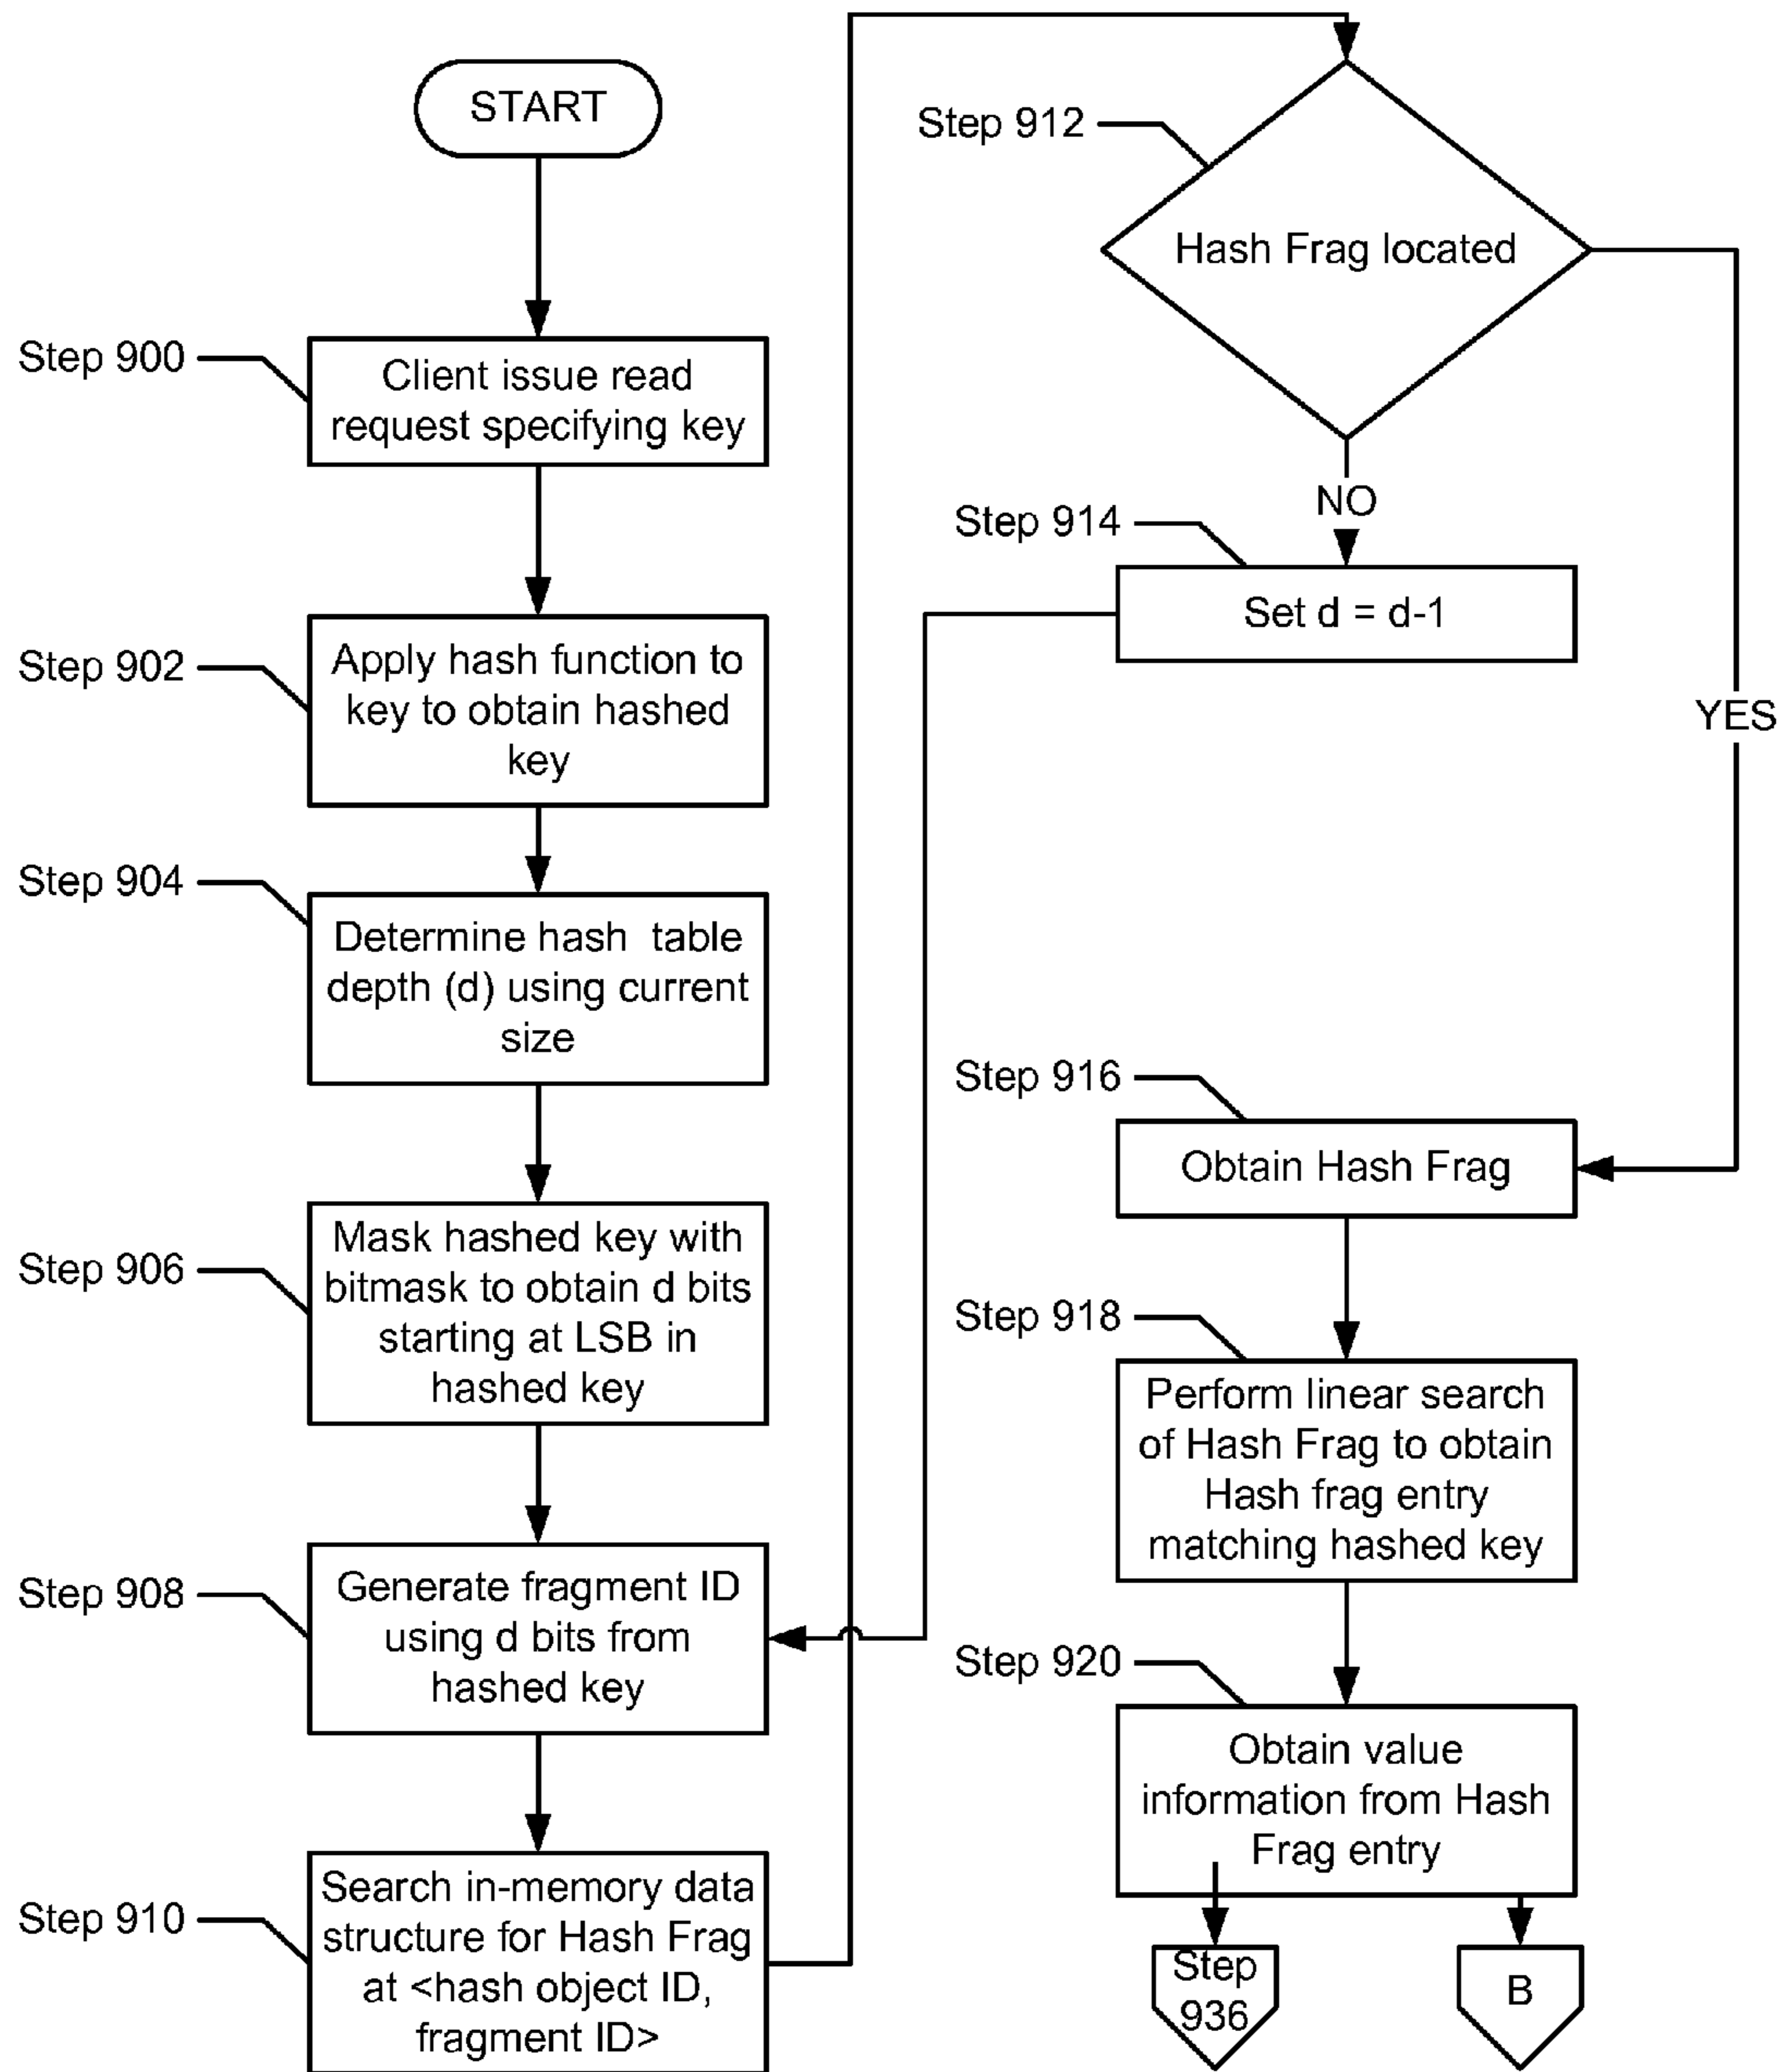 START
Step 900
Client issue read
request specifying key
Step 902
Apply hash function to
key to obtain hashed
key
Step 904
Determine hash table
depth (d) using current
size
Step 906
Mask hashed key with
bitmask to obtain d bits
starting at LSB in
hashed key
Step 908
Generate fragment ID
using d bits from
hashed key
Step 910
Search in-memory data
structure for Hash Frag
at <hash object ID,
fragment ID>
Step 912
Hash Frag located
NO
YES
Step 914
Set d = d-1
Step 916
Obtain Hash Frag
Step 918
Perform linear search
of Hash Frag to obtain
Hash frag entry
matching hashed key
Step 920
Obtain value
information from Hash
Frag entry
Step
936
B